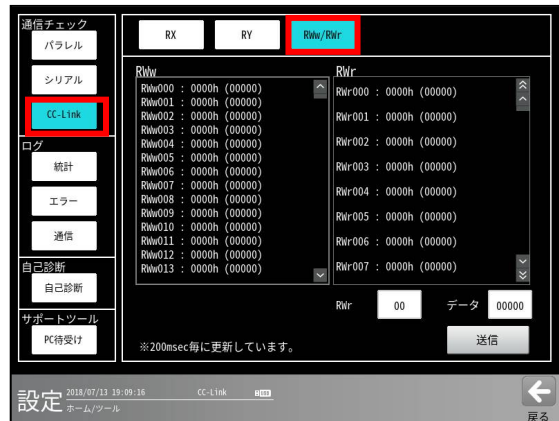 通信チェック
パラレル
シリアル
CC-Link
ログ
統計
エラー
通信
自己診断
自己診断
サポートツール
PC待受け
RX RY RWw/RWr
RWw
RWw000 : 0000h (00000)
RWw001 : 0000h (00000)
RWw002 : 0000h (00000)
RWw003 : 0000h (00000)
RWw004 : 0000h (00000)
RWw005 : 0000h (00000)
RWw006 : 0000h (00000)
RWw007 : 0000h (00000)
RWw008 : 0000h (00000)
RWw009 : 0000h (00000)
RWw010 : 0000h (00000)
RWw011 : 0000h (00000)
RWw012 : 0000h (00000)
RWw013 : 0000h (00000)
RWr
RWr000 : 0000h (00000)
RWr001 : 0000h (00000)
RWr002 : 0000h (00000)
RWr003 : 0000h (00000)
RWr004 : 0000h (00000)
RWr005 : 0000h (00000)
RWr006 : 0000h (00000)
RWr007 : 0000h (00000)
RWr 00 データ 00000
※200msec毎に更新しています。
送信
設定
2018/07/13 19:09:16 CC-Link
ホーム/ツール
戻る